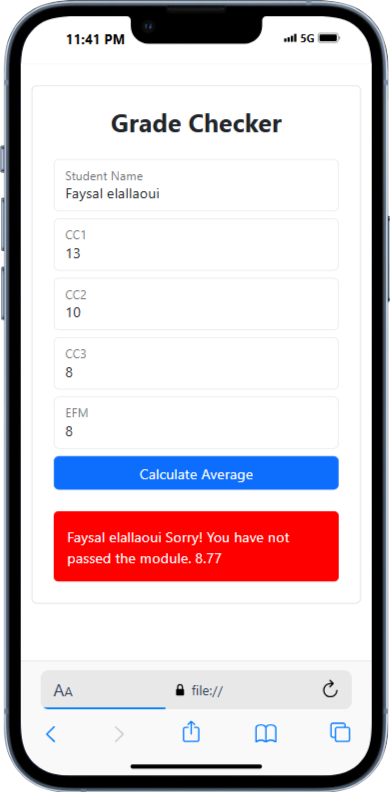 11:41 PM 5G
Grade Checker
Student Name
Faysal elallaoui
CC1
13
CC2
10
CC3
8
EFM
8
Calculate Average
Faysal elallaoui Sorry! You have not
passed the module. 8.77
AA file://